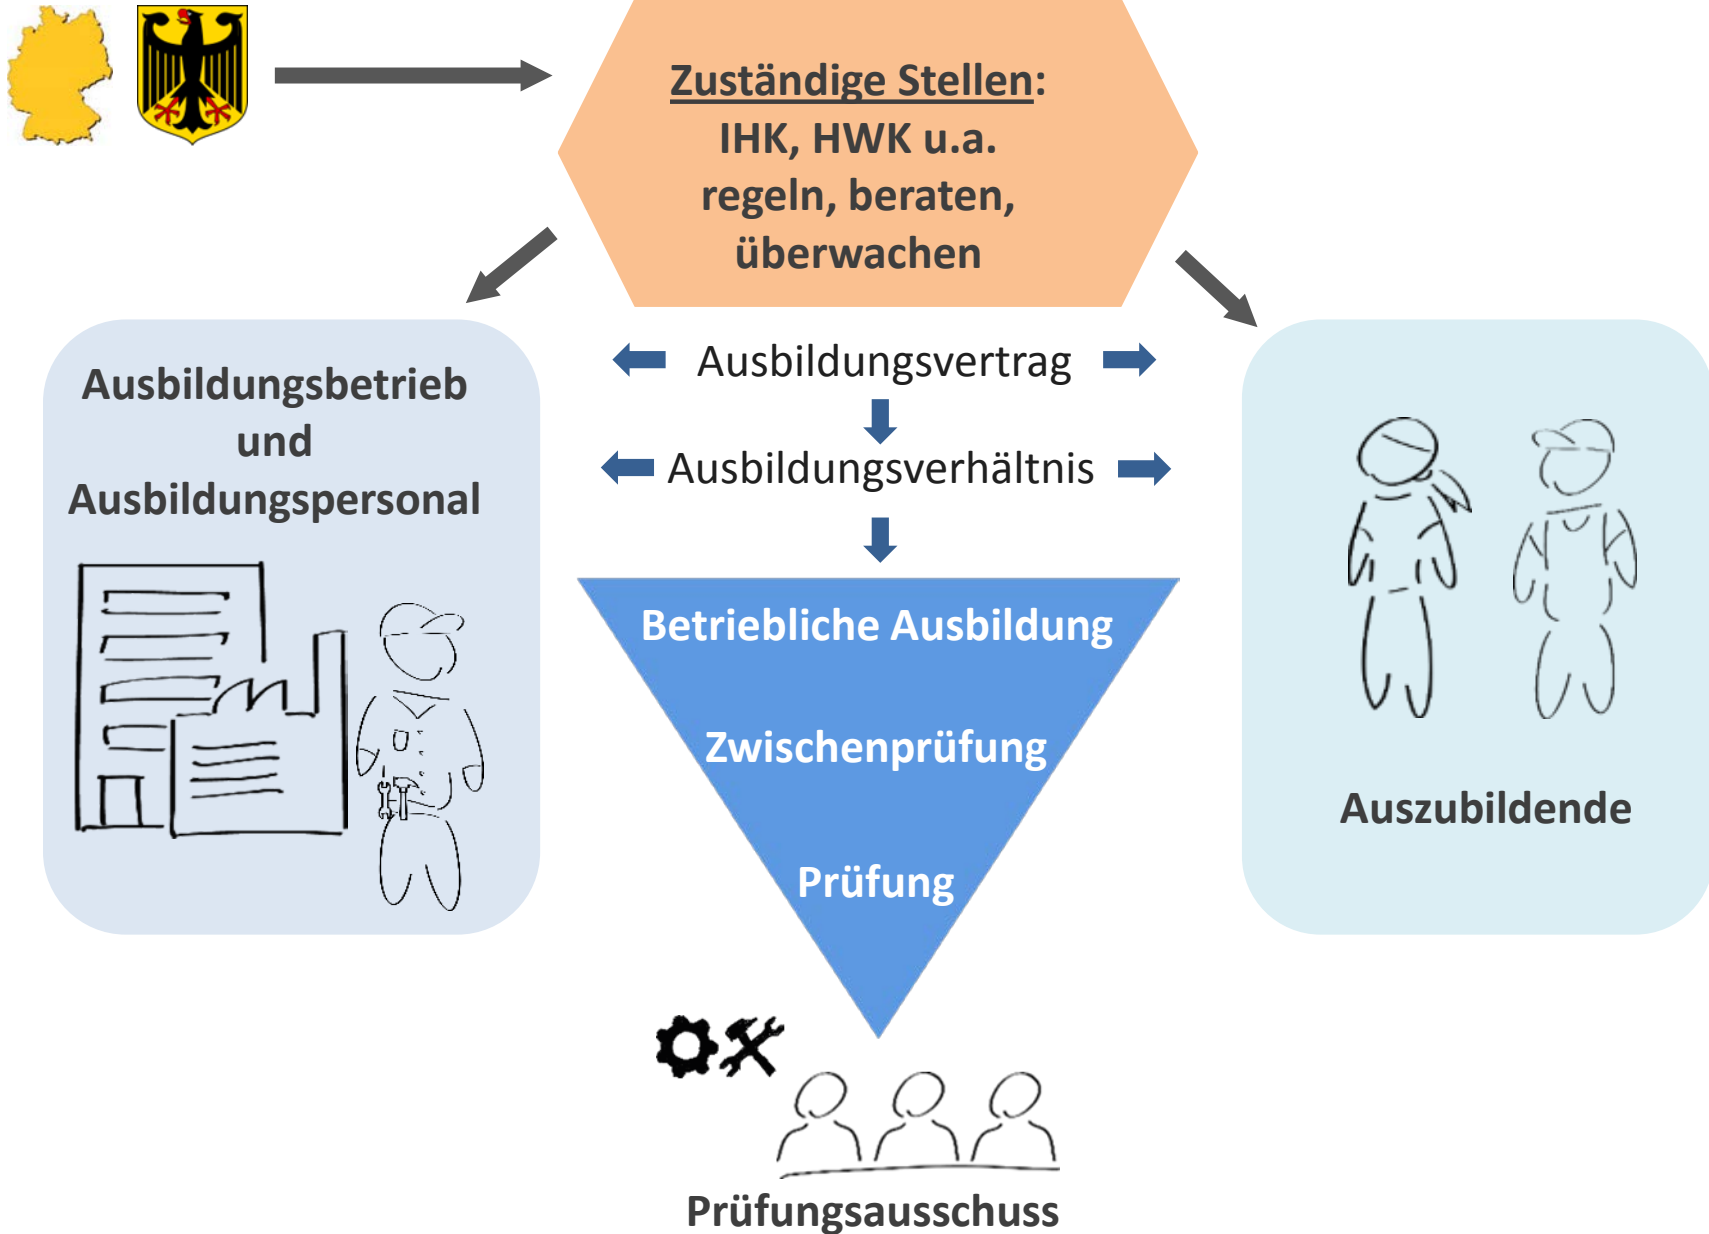 Zuständige Stellen:
IHK, HWK u.a.
regeln, beraten,
überwachen
Ausbildungsbetrieb
und
Ausbildungspersonal
Ausbildungsvertrag
Ausbildungsverhältnis
Betriebliche Ausbildung
Zwischenprüfung
Prüfung
Auszubildende
Prüfungsausschuss